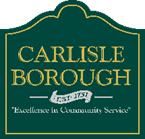 CARLISLE
BOROUGH
EST. 1751
"Excellence in Community Service"